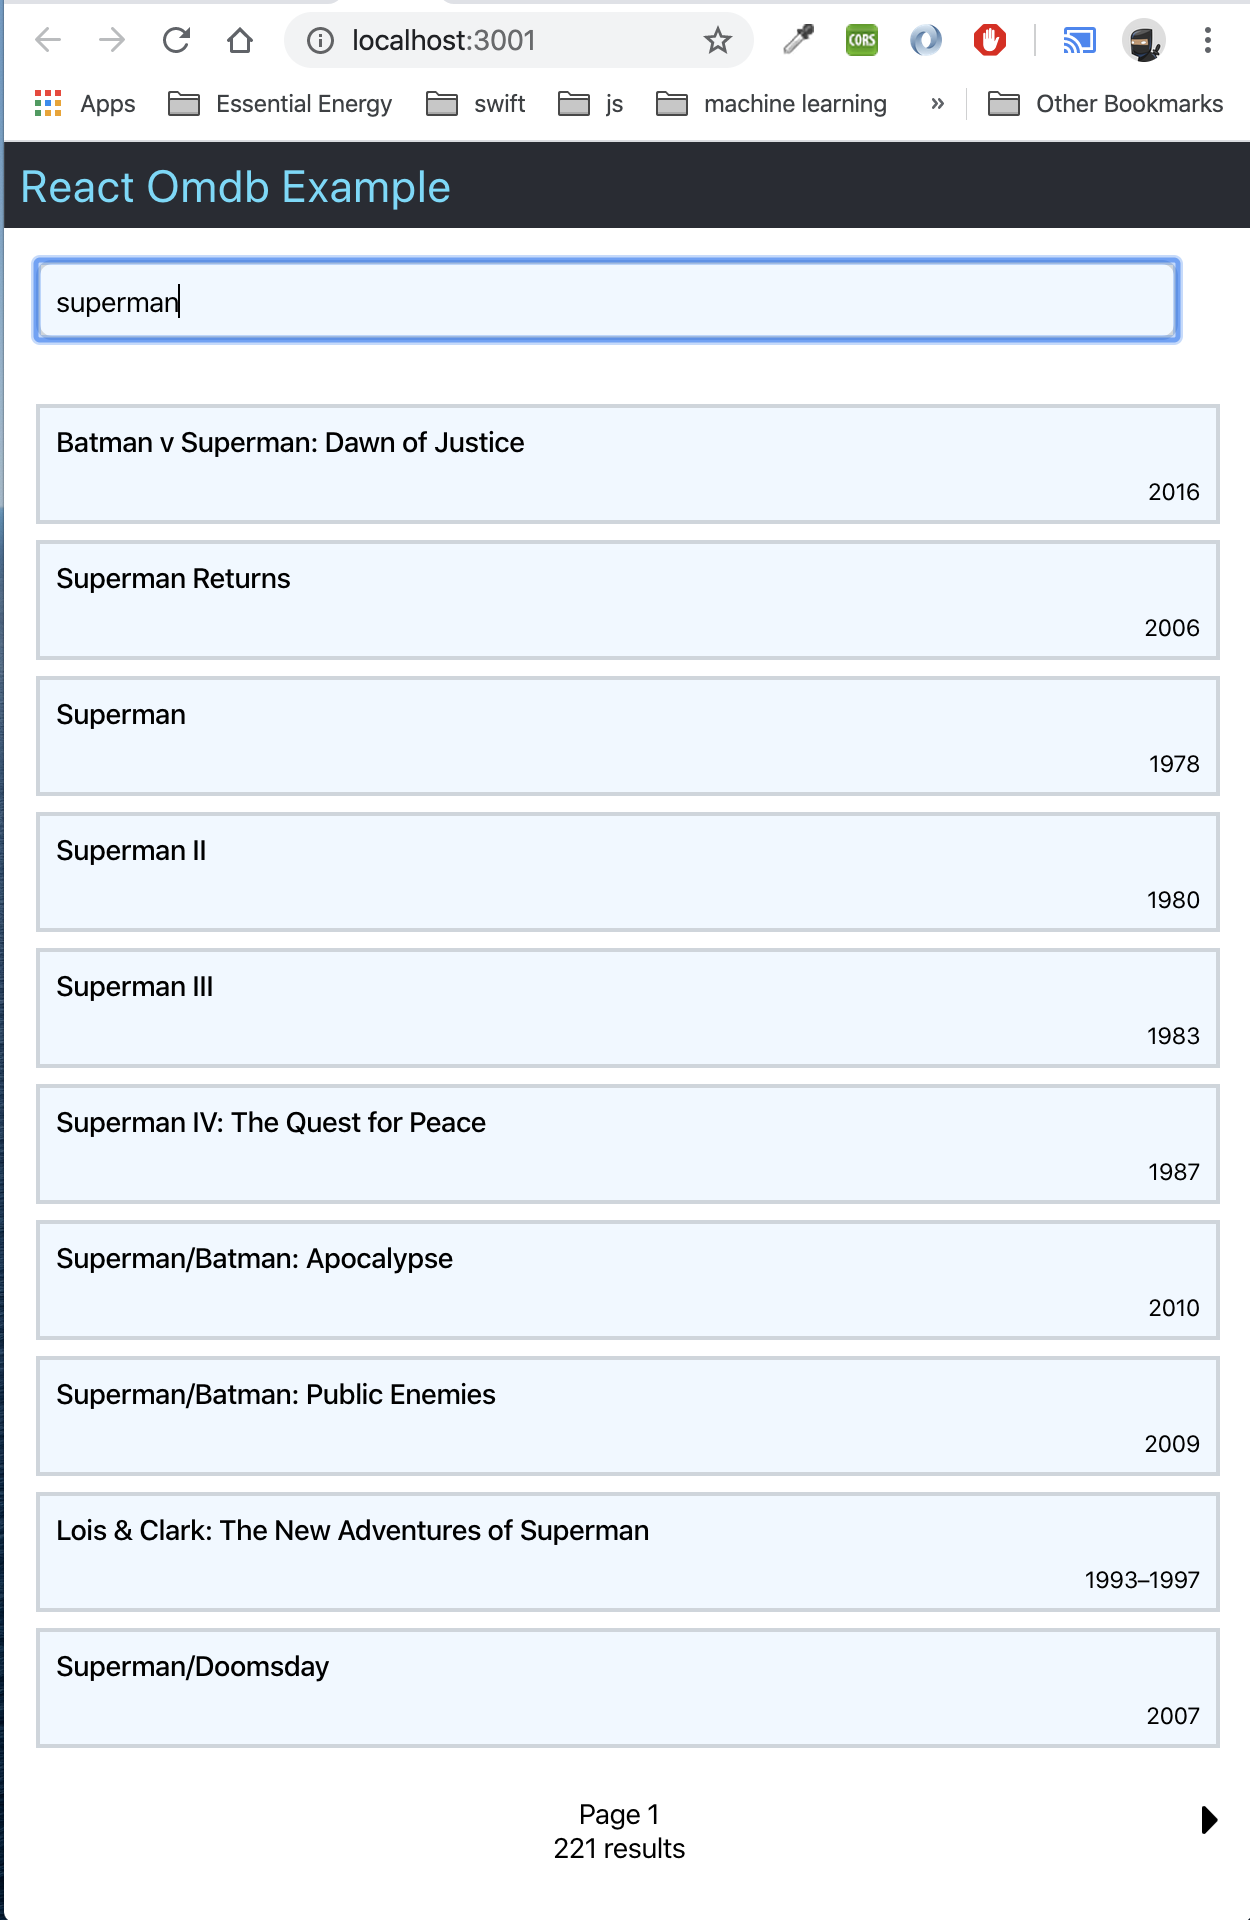 localhost:3001
CORS
Apps
Essential Energy
swift
js
machine learning
»
Other Bookmarks
React Omdb Example
superman
Batman v Superman: Dawn of Justice
2016
Superman Returns
2006
Superman
1978
Superman II
1980
Superman III
1983
Superman IV: The Quest for Peace
1987
Superman/Batman: Apocalypse
2010
Superman/Batman: Public Enemies
2009
Lois & Clark: The New Adventures of Superman
1993–1997
Superman/Doomsday
2007
Page 1
221 results